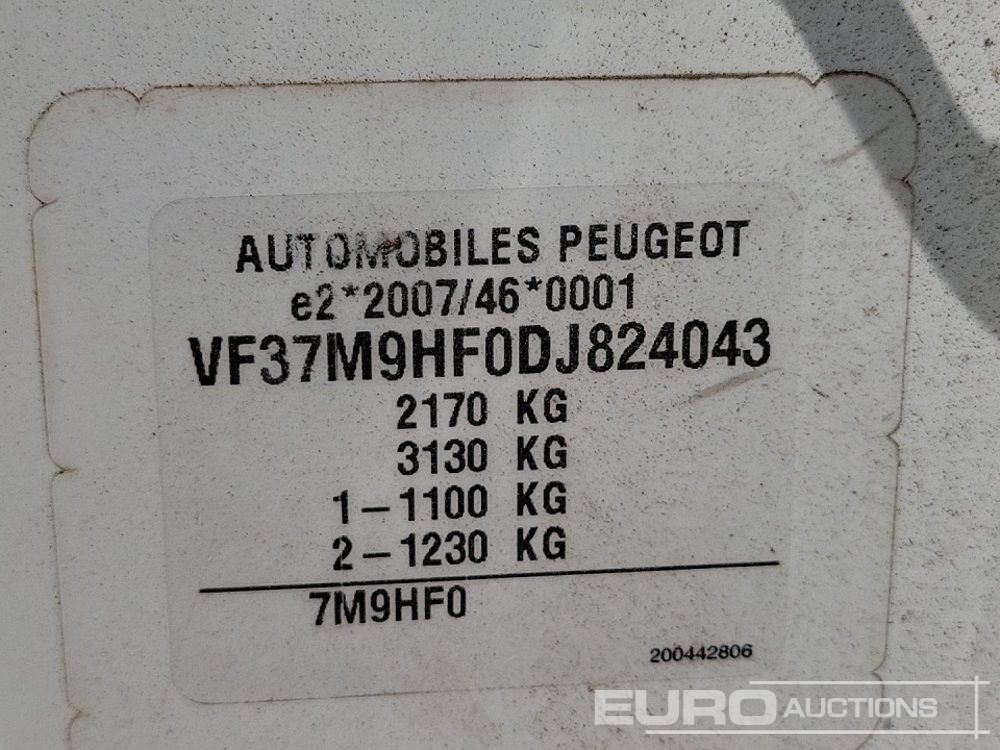 AUTOMOBILES PEUGEOT
e2*2007/46*0001
VF37M9HF0DJ824043
2170 KG
3130 KG
1-1100 KG
2-1230 KG
7M9HF0
200442806
EURO AUCTIONS